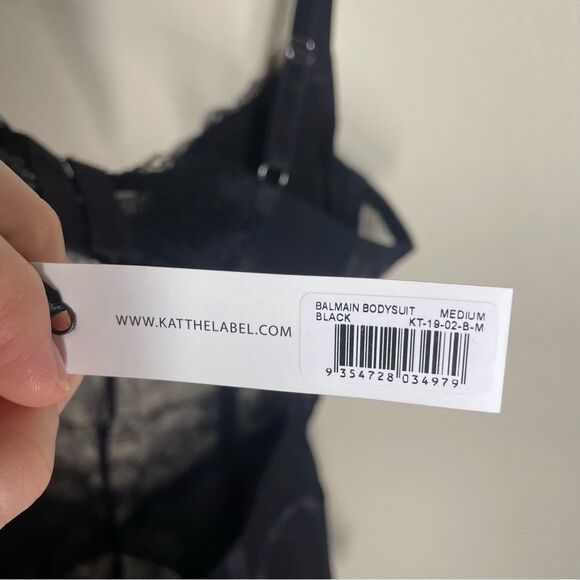 WWW.KATTHELABEL.COM
BALMAIN BODYSUIT MEDIUM
BLACK KT-19-02-B-M
9 354728 034979